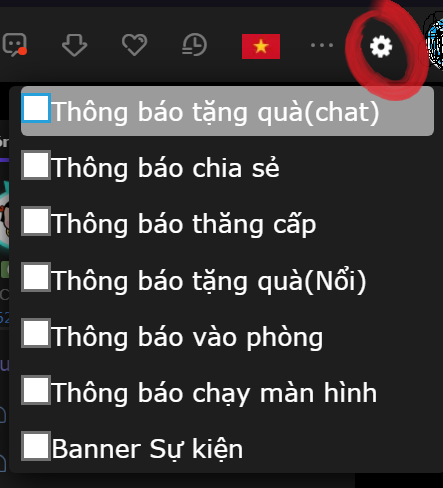 Thông báo tặng quà(chat)
Thông báo chia sẻ
Thông báo thăng cấp
Thông báo tặng quà(Nổi)
Thông báo vào phòng
Thông báo chạy màn hình
Banner Sự kiện